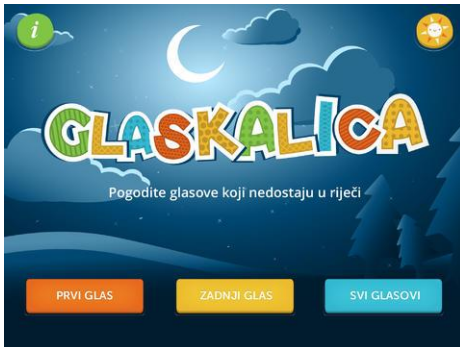 i
GLASKALICA
Pogodite glasove koji nedostaju u riječi
PRVI GLAS
ZADNJI GLAS
SVI GLASOVI